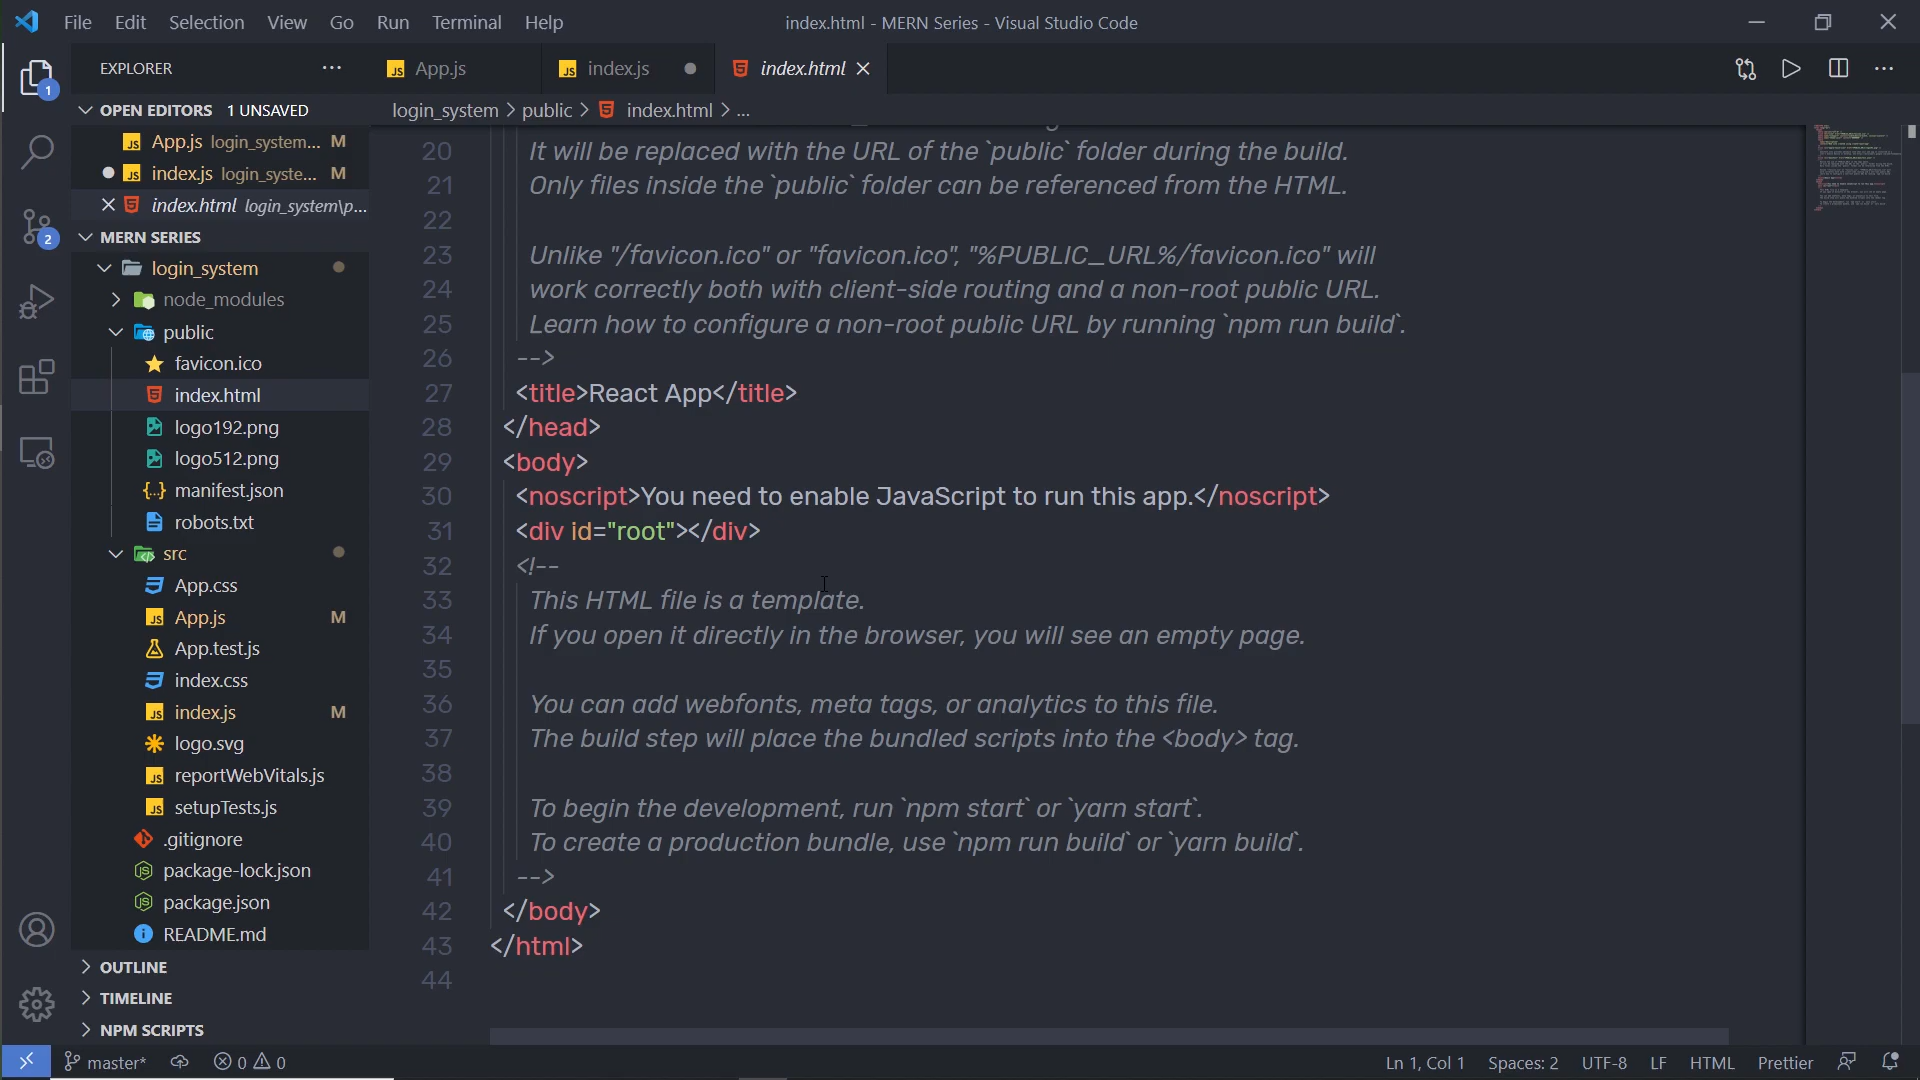 File Edit Selection View Go Run Terminal Help
index.html - MERN Series - Visual Studio Code
EXPLORER
App.js
index.js
index.html
OPEN EDITORS 1 UNSAVED
App.js login_system... M
index.js login_syste... M
index.html login_system\p...
login_system > public > index.html > ...
MERN SERIES
login_system
node_modules
public
favicon.ico
index.html
logo192.png
logo512.png
manifest.json
robots.txt
src
App.css
App.js M
App.test.js
index.css
index.js M
logo.svg
reportWebVitals.js
setupTests.js
.gitignore
package-lock.json
package.json
README.md
OUTLINE
TIMELINE
NPM SCRIPTS
1
2
20 It will be replaced with the URL of the `public` folder during the build.
21 Only files inside the `public` folder can be referenced from the HTML.
22
23 Unlike "/favicon.ico" or "favicon.ico", "%PUBLIC_URL%/favicon.ico" will
24 work correctly both with client-side routing and a non-root public URL.
25 Learn how to configure a non-root public URL by running `npm run build`.
26 -->
27 <title>React App</title>
28 </head>
29 <body>
30 <noscript>You need to enable JavaScript to run this app.</noscript>
31 <div id="root"></div>
32 <!--
33 This HTML file is a template.
34 If you open it directly in the browser, you will see an empty page.
35
36 You can add webfonts, meta tags, or analytics to this file.
37 The build step will place the bundled scripts into the <body> tag.
38
39 To begin the development, run `npm start` or `yarn start`.
40 To create a production bundle, use `npm run build` or `yarn build`.
41 -->
42 </body>
43 </html>
44
master* 0 0
Ln 1, Col 1 Spaces: 2 UTF-8 LF HTML Prettier